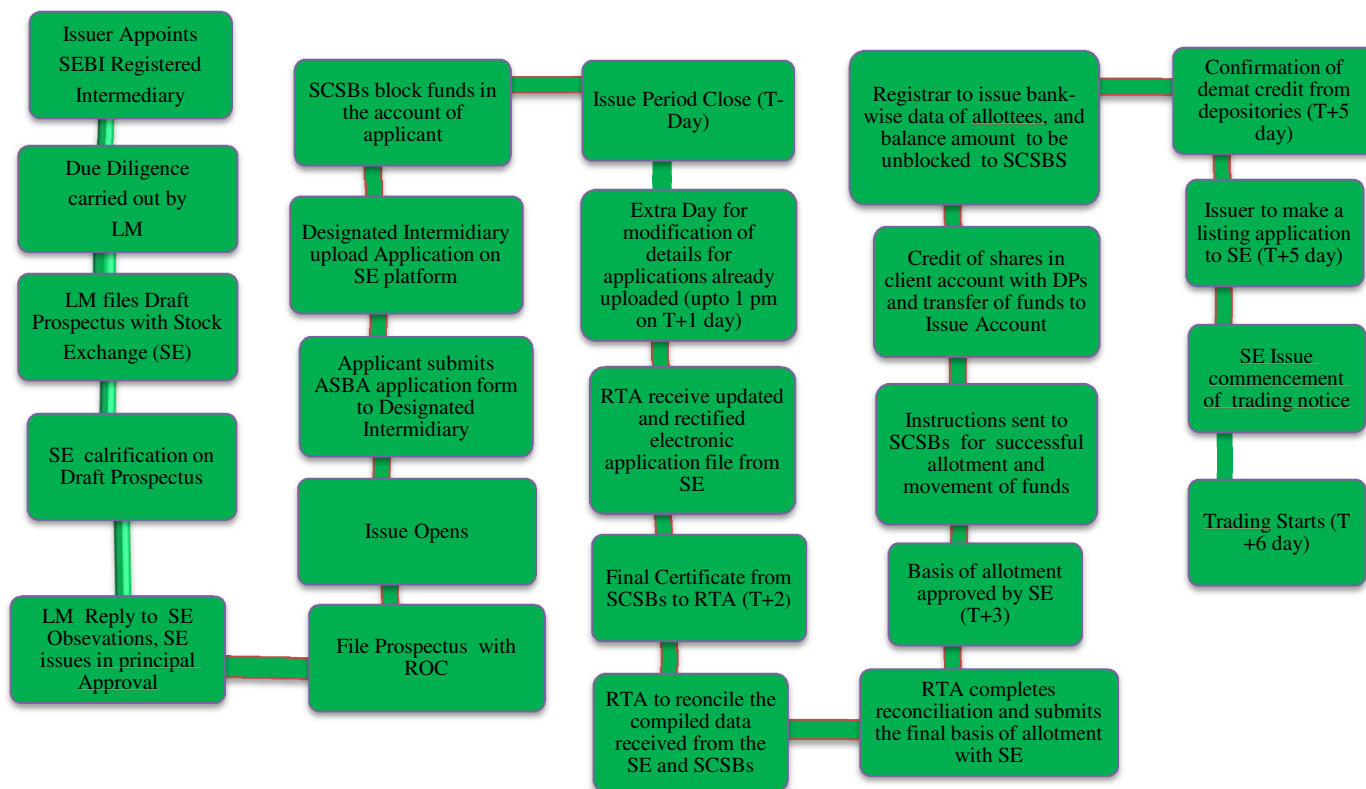 Issuer Appoints
SEBI Registered
Intermediary
Due Diligence
carried out by
LM
LM files Draft
Prospectus with Stock
Exchange (SE)
SE calrification on
Draft Prospectus
LM Reply to SE
Obsevations, SE
issues in principal
Approval
File Prospectus with
ROC
Issue Opens
Applicant submits
ASBA application form
to Designated
Intermidiary
Designated Intermidiary
upload Application on
SE platform
SCSBs block funds in
the account of
applicant
Issue Period Close (T-
Day)
Extra Day for
modification of
details for
applications already
uploaded (upto 1 pm
on T+1 day)
RTA receive updated
and rectified
electronic
application file from
SE
Final Certificate from
SCSBs to RTA (T+2)
RTA to reconcile the
compiled data
received from the
SE and SCSBs
RTA completes
reconciliation and submits
the final basis of allotment
with SE
Basis of allotment
approved by SE
(T+3)
Instructions sent to
SCSBs for successful
allotment and
movement of funds
Credit of shares in
client account with DPs
and transfer of funds to
Issue Account
Registrar to issue bank-
wise data of allottees, and
balance amount to be
unblocked to SCSBS
Confirmation of
demat credit from
depositories (T+5
day)
Issuer to make a
listing application
to SE (T+5 day)
SE Issue
commencement
of trading notice
Trading Starts (T
+6 day)